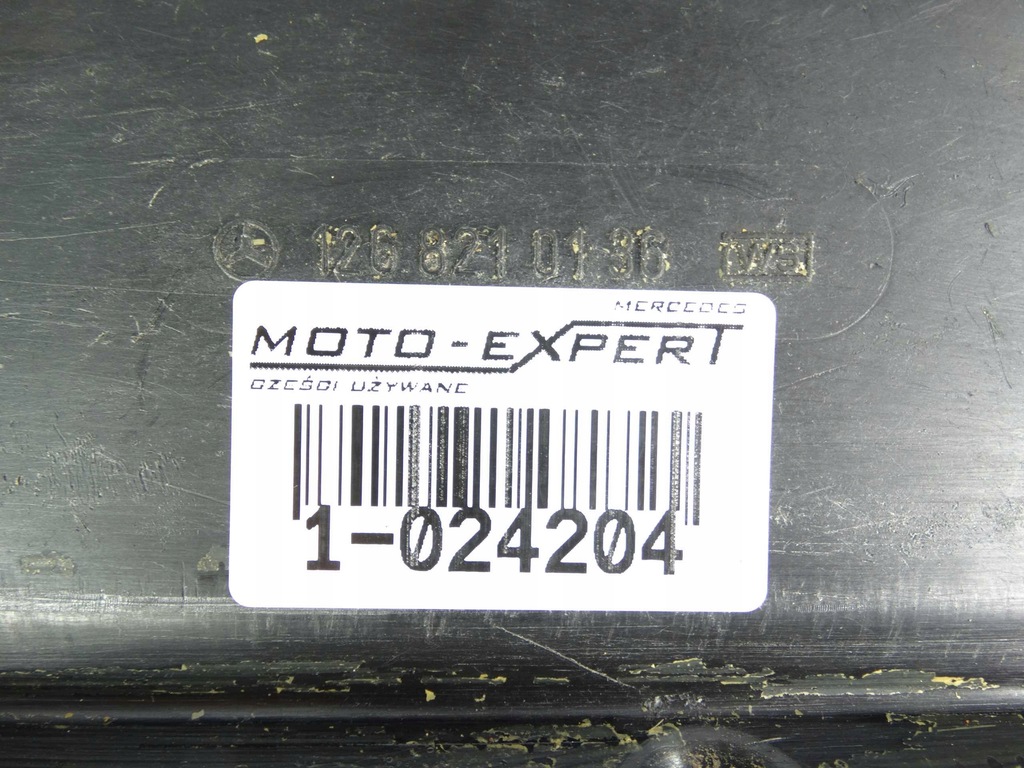 126 821 01 36
MERCEDES
MOTO-EXPERT
CZĘŚCI UŻYWANE
1-024204